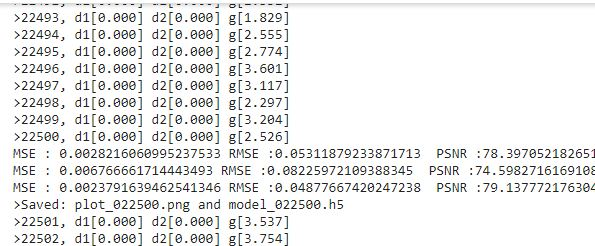 >22493, d1[0.000] d2[0.000] g[1.829]
>22494, d1[0.000] d2[0.000] g[2.555]
>22495, d1[0.000] d2[0.000] g[2.774]
>22496, d1[0.000] d2[0.000] g[3.601]
>22497, d1[0.000] d2[0.000] g[3.117]
>22498, d1[0.000] d2[0.000] g[2.297]
>22499, d1[0.000] d2[0.000] g[3.204]
>22500, d1[0.000] d2[0.000] g[2.526]
MSE : 0.0028216060995237533 RMSE :0.05311879233871713 PSNR :78.397052182651
MSE : 0.006766661714443493 RMSE :0.08225972109388345 PSNR :74.5982716169108
MSE : 0.0023791639462541346 RMSE :0.04877667420247238 PSNR :79.137772176304
>Saved: plot_022500.png and model_022500.h5
>22501, d1[0.000] d2[0.000] g[3.537]
>22502, d1[0.000] d2[0.000] g[3.754]